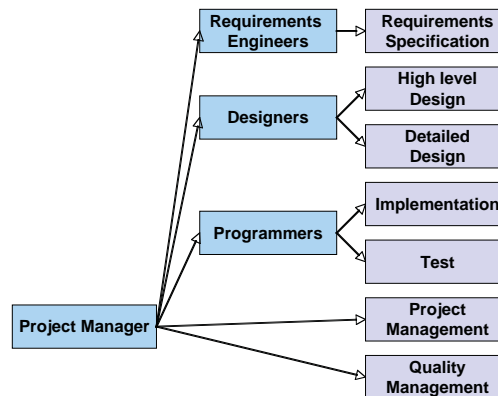 Requirements
Engineers
Requirements
Specification
High level
Design
Designers
Detailed
Design
Implementation
Programmers
Test
Project Manager
Project
Management
Quality
Management